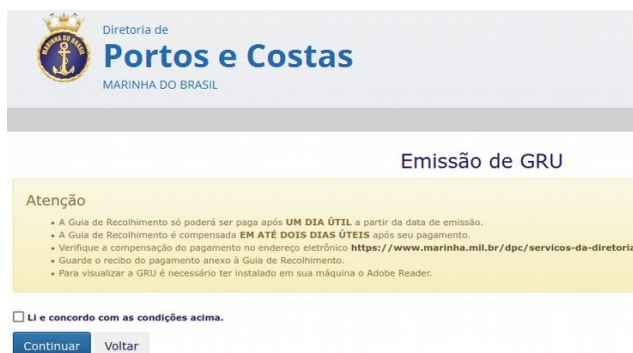 Diretoria de
Portos e Costas
MARINHA DO BRASIL
MARINHA DO BRASIL
Emissão de GRU
Atenção
• A Guia de Recolhimento só poderá ser paga após UM DIA ÚTIL a partir da data de emissão.
• A Guia de Recolhimento é compensada EM ATÉ DOIS DIAS ÚTEIS após seu pagamento.
• Verifique a compensação do pagamento no endereço eletrônico https://www.marinha.mil.br/dpc/servicos-da-diretoria
• Guarde o recibo do pagamento anexo à Guia de Recolhimento.
• Para visualizar a GRU é necessário ter instalado em sua máquina o Adobe Reader.
Li e concordo com as condições acima.
Continuar Voltar